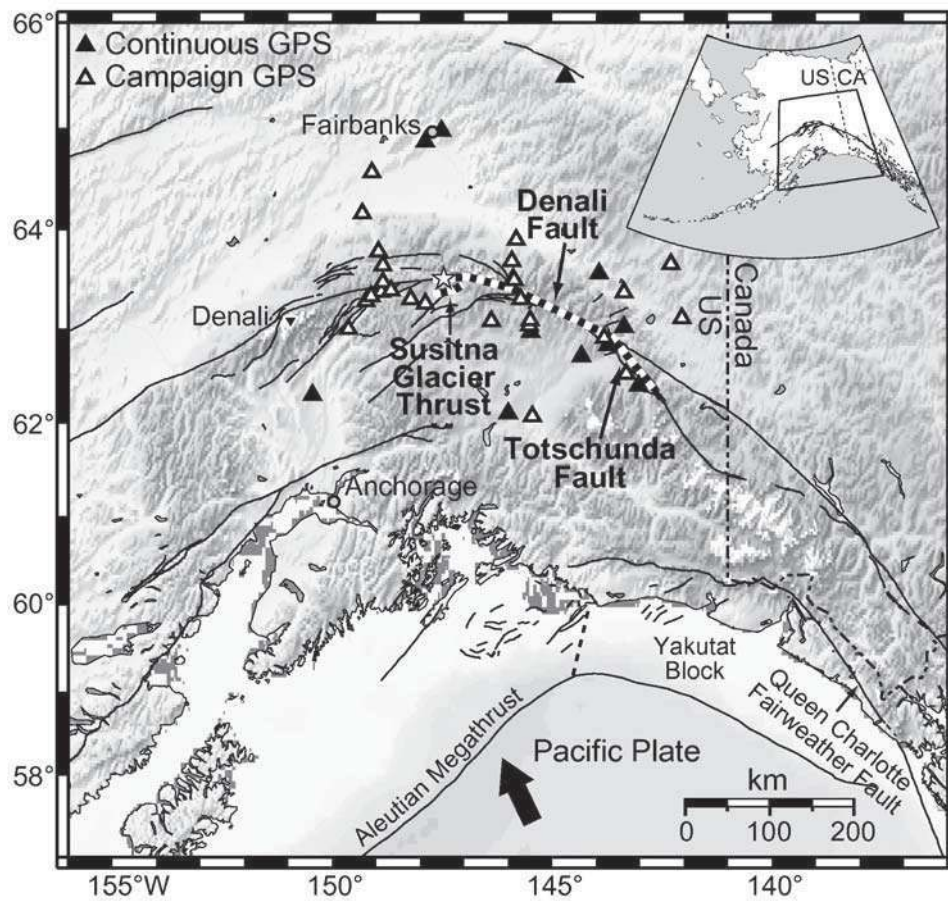 66°
▲ Continuous GPS
△ Campaign GPS
US CA
Fairbanks
64°
Denali
Fault
Canada
US
Denali
Susitna
Glacier
Thrust
62°
Totschunda
Fault
Anchorage
60°
Yakutat
Block
Queen Charlotte
Fairweather Fault
Aleutian Megathrust
Pacific Plate
58°
km
0 100 200
155°W 150° 145° 140°